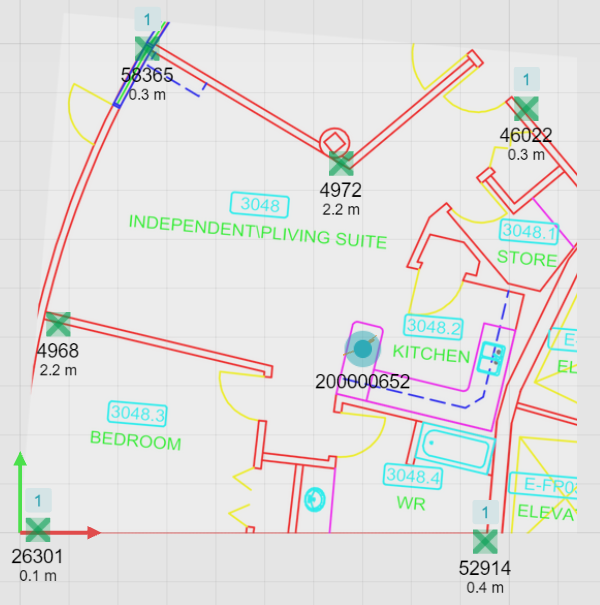 1
58365
0.3 m
1
46022
0.3 m
4972
2.2 m
3048
INDEPENDENT\PLIVING SUITE
3048.1
STORE
4968
2.2 m
3048.2
KITCHEN
200000652
3048.3
BEDROOM
3048.4
WR
E-FP0
ELEVA
1
26301
0.1 m
1
52914
0.4 m